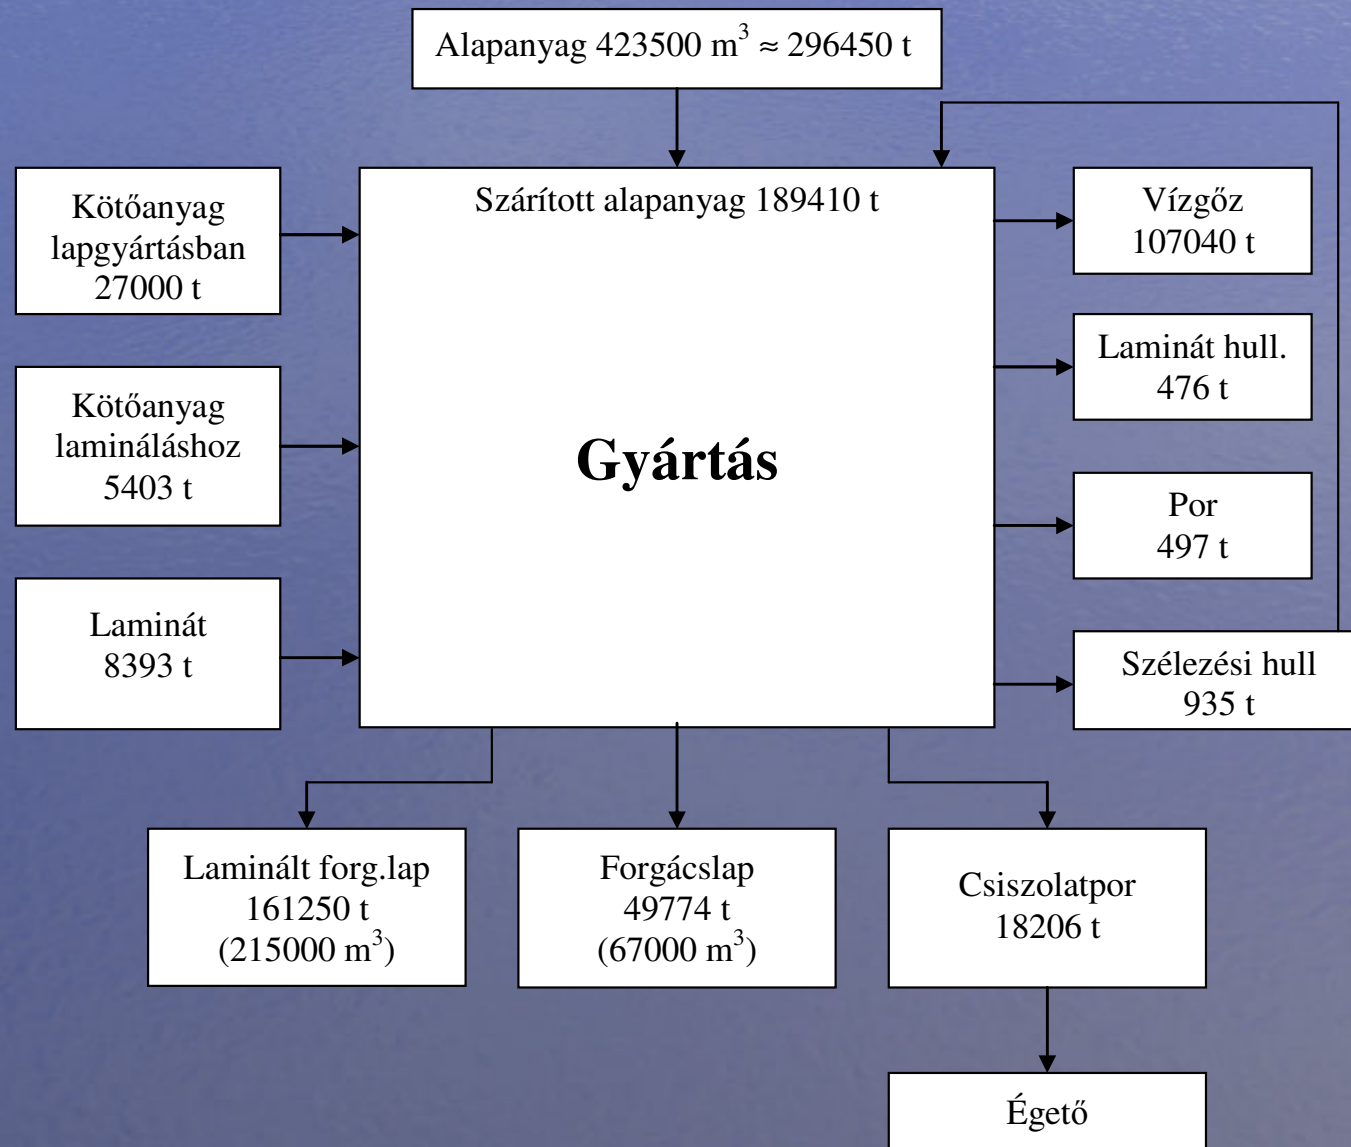 Alapanyag 423500 m³ ≈ 296450 t
Kötőanyag
lapgyártásban
27000 t
Kötőanyag
lamináláshoz
5403 t
Laminát
8393 t
Szárított alapanyag 189410 t
Gyártás
Vízgőz
107040 t
Laminát hull.
476 t
Por
497 t
Szélezési hull
935 t
Laminált forg.lap
161250 t
(215000 m³)
Forgácslap
49774 t
(67000 m³)
Csiszolatpor
18206 t
Égető